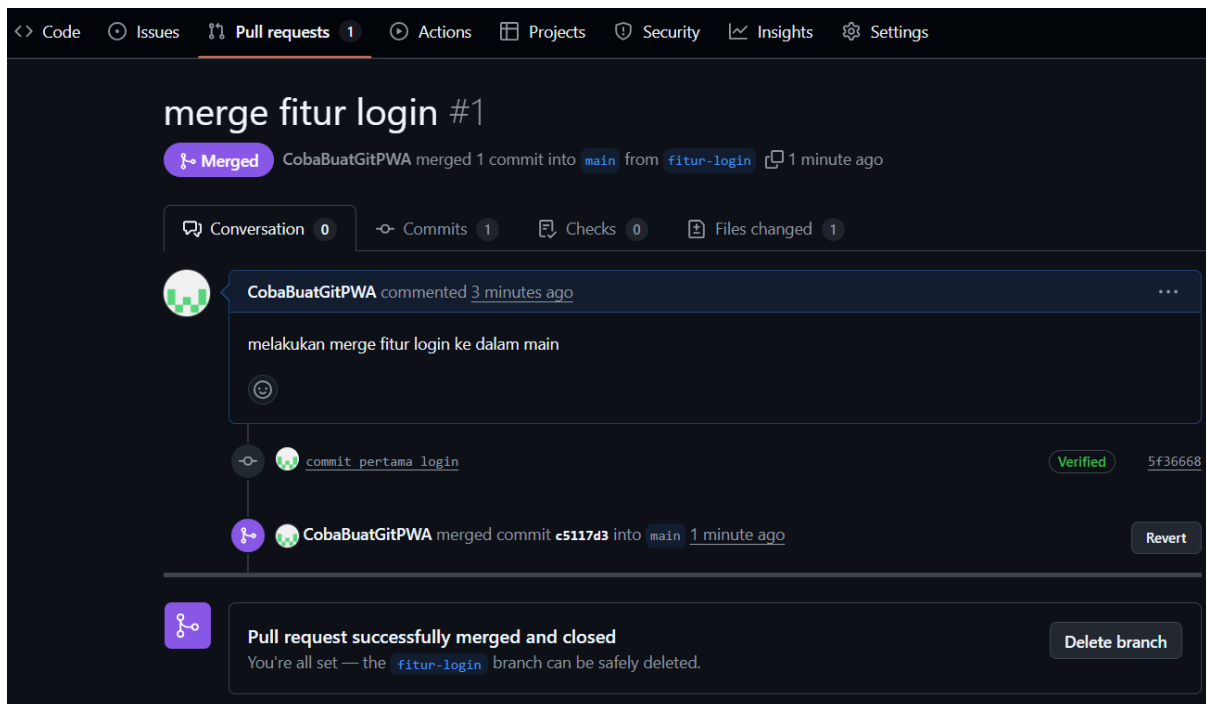 Code Issues Pull requests 1 Actions Projects Security Insights Settings
merge fitur login #1
Merged CobaBuatGitPWA merged 1 commit into main from fitur-login 1 minute ago
Conversation 0 Commits 1 Checks 0 Files changed 1
CobaBuatGitPWA commented 3 minutes ago
melakukan merge fitur login ke dalam main
commit pertama login Verified 5f36668
CobaBuatGitPWA merged commit c5117d3 into main 1 minute ago Revert
Pull request successfully merged and closed
Delete branch
You're all set — the fitur-login branch can be safely deleted.